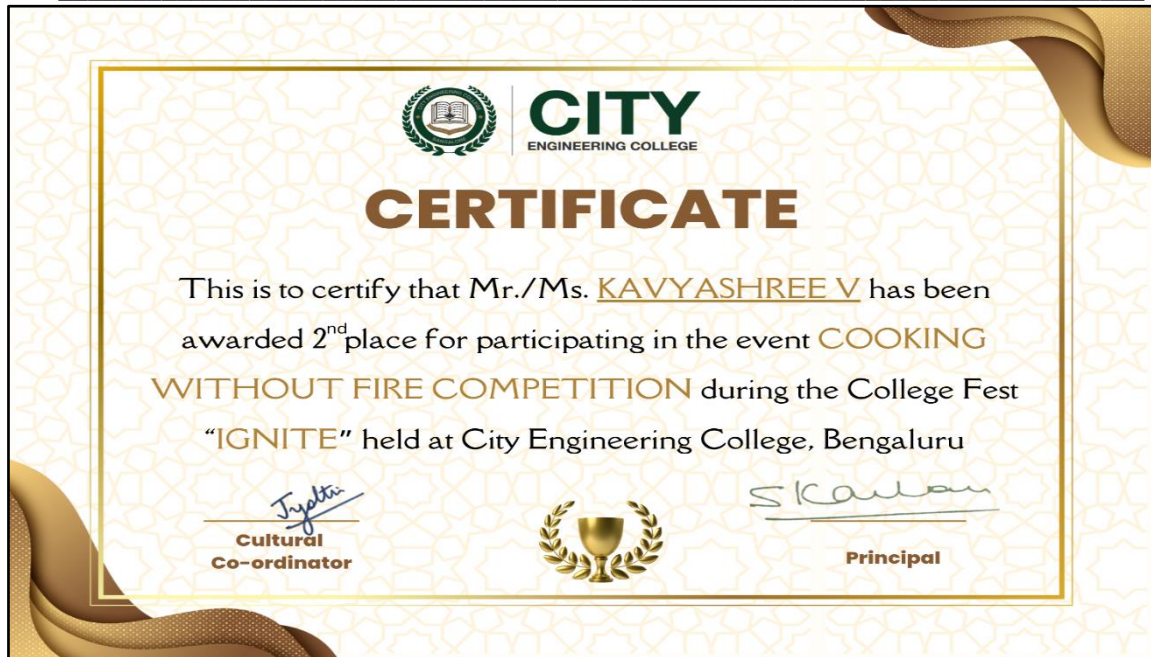 CITY
ENGINEERING COLLEGE
CERTIFICATE
This is to certify that Mr./Ms. KAVYASHREE V has been
awarded 2nd place for participating in the event COOKING
WITHOUT FIRE COMPETITION during the College Fest
“IGNITE” held at City Engineering College, Bengaluru
Jyothi
Cultural
Co-ordinator
Principal